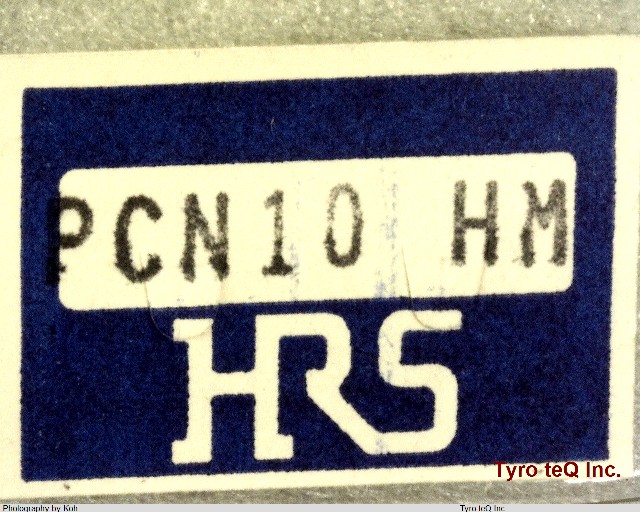 PCN10 HM
HRS
Tyro teQ Inc.
Photography by Koh
Tyro teQ Inc